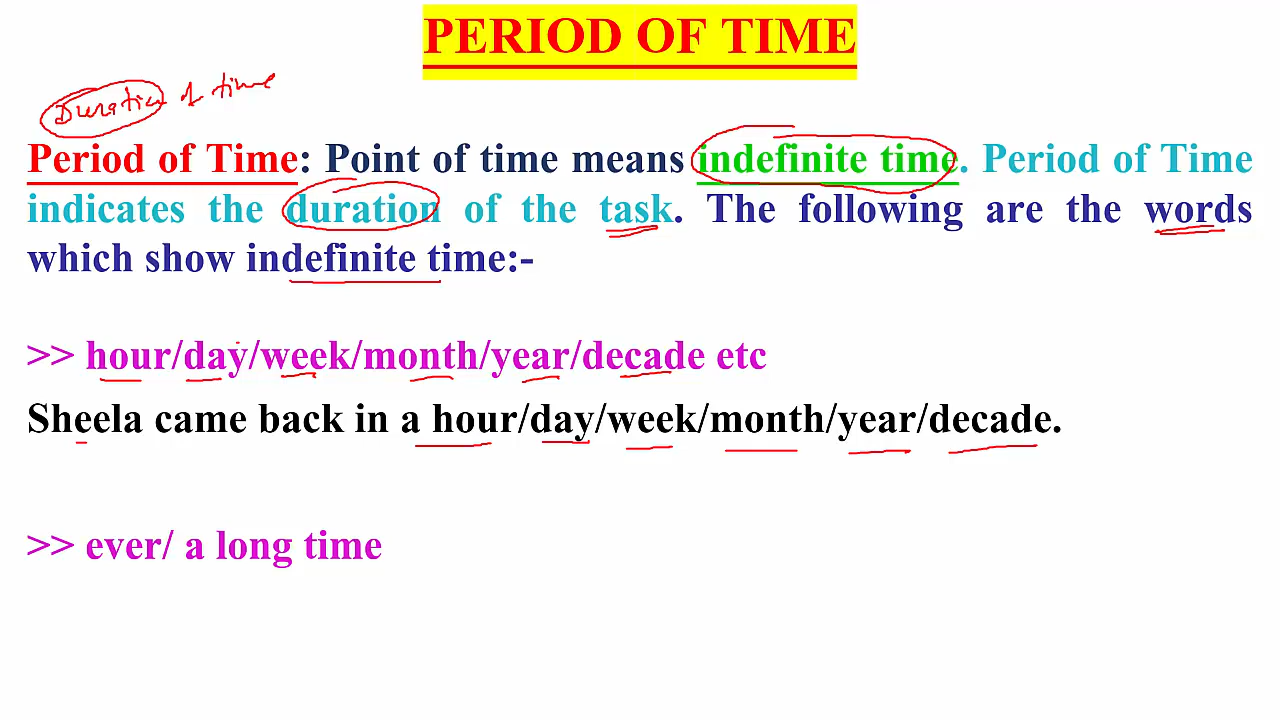 PERIOD OF TIME
Duration of time
Period of Time: Point of time means indefinite time. Period of Time
indicates the duration of the task. The following are the words
which show indefinite time:-
>> hour/day/week/month/year/decade etc
Sheela came back in a hour/day/week/month/year/decade.
>> ever/ a long time